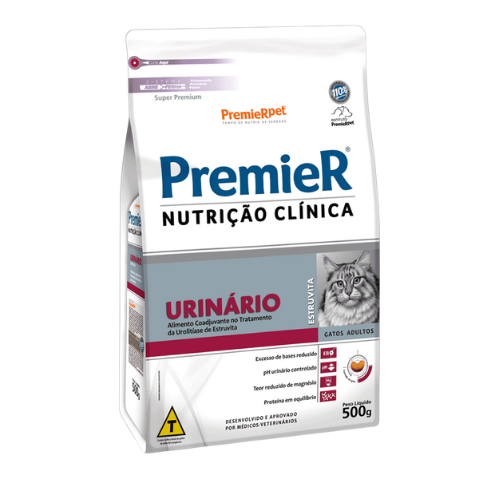 Super Premium
PremieRpet
110%
Instituto
PremieRpet
PremieR
NUTRIÇÃO CLÍNICA
URINÁRIO
Alimento Coadjuvante no Tratamento
da Urolitíase de Estruvita
ESTRUVITA
GATOS ADULTOS
Excesso de bases reduzido
pH urinário controlado
Teor reduzido de magnésio
Proteína em equilíbrio
T
Peso Líquido
500g
DESENVOLVIDO E APROVADO
POR MÉDICOS-VETERINÁRIOS